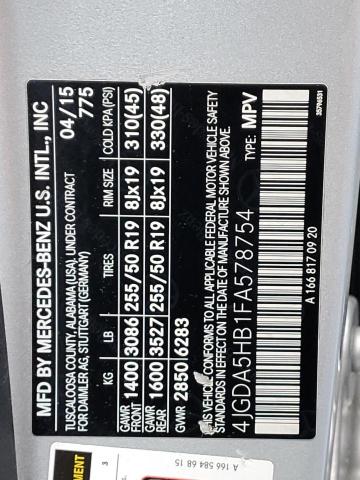 MFD BY MERCEDES-BENZ U.S. INTL., INC
TUSCALOOSA COUNTY, ALABAMA (USA), UNDER CONTRACT 04/15
FOR DAIMLER AG, STUTTGART (GERMANY) 775
KG LB TIRES RIM SIZE COLD KPA(PSI)
GAWR FRONT 1400 3086 255/50 R19 8Jx19 310(45)
GAWR REAR 1600 3527 255/50 R19 8Jx19 330(48)
GVWR 2850 6283
THIS VEHICLE CONFORMS TO ALL APPLICABLE FEDERAL MOTOR VEHICLE SAFETY
STANDARDS IN EFFECT ON THE DATE OF MANUFACTURE SHOWN ABOVE.
4JGDA5HB1FA578754 TYPE: MPV
A 166 817 09 20
35796531
3
A 166 584 68 15